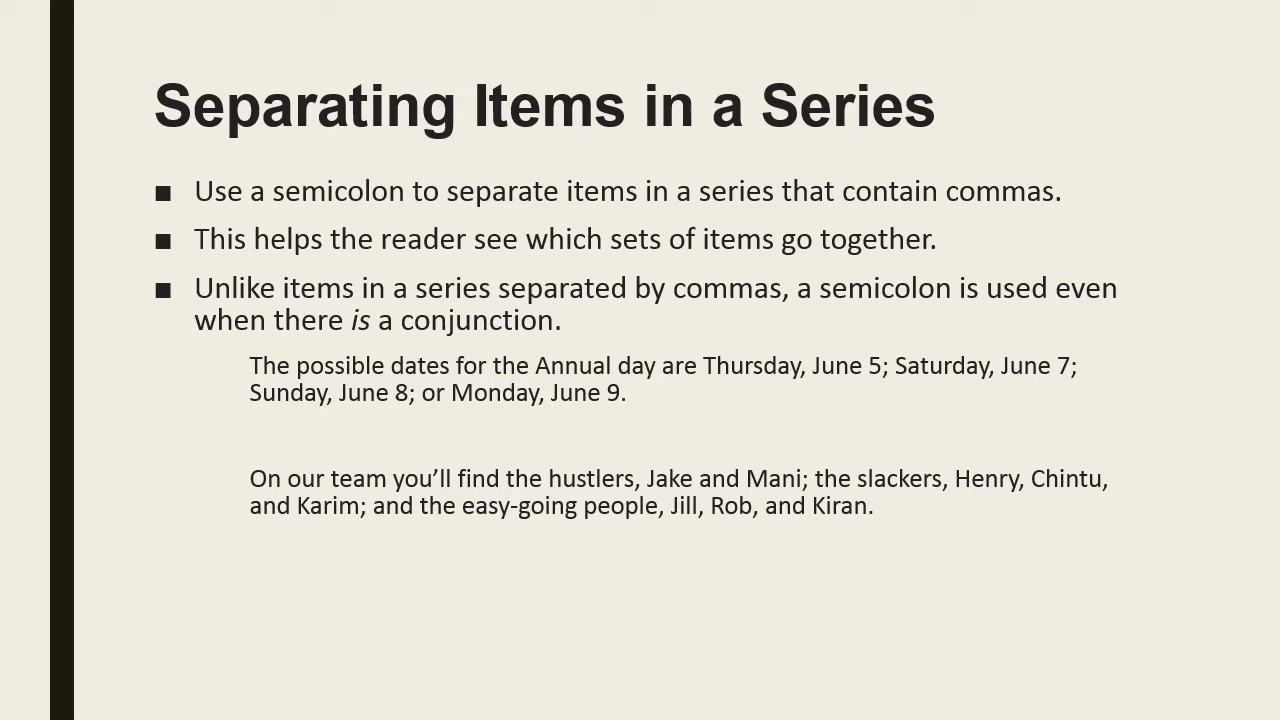 Separating Items in a Series
■ Use a semicolon to separate items in a series that contain commas.
■ This helps the reader see which sets of items go together.
■ Unlike items in a series separated by commas, a semicolon is used even
when there is a conjunction.
The possible dates for the Annual day are Thursday, June 5; Saturday, June 7;
Sunday, June 8; or Monday, June 9.
On our team you’ll find the hustlers, Jake and Mani; the slackers, Henry, Chintu,
and Karim; and the easy-going people, Jill, Rob, and Kiran.